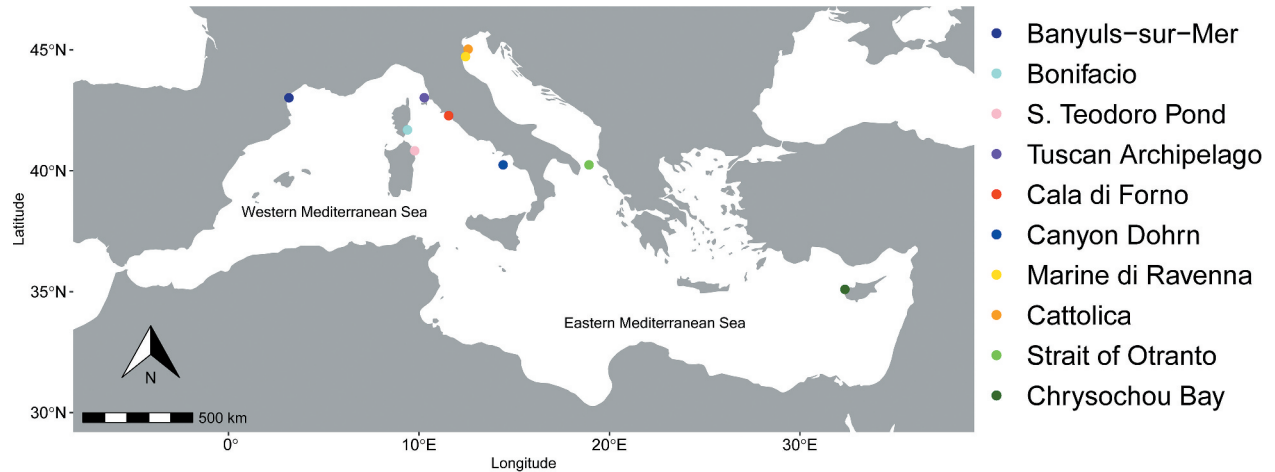 45°N
40°N
35°N
30°N
Latitude
Western Mediterranean Sea
Eastern Mediterranean Sea
N
500 km
0°
10°E
20°E
30°E
Longitude
Banyuls−sur−Mer
Bonifacio
S. Teodoro Pond
Tuscan Archipelago
Cala di Forno
Canyon Dohrn
Marine di Ravenna
Cattolica
Strait of Otranto
Chrysochou Bay